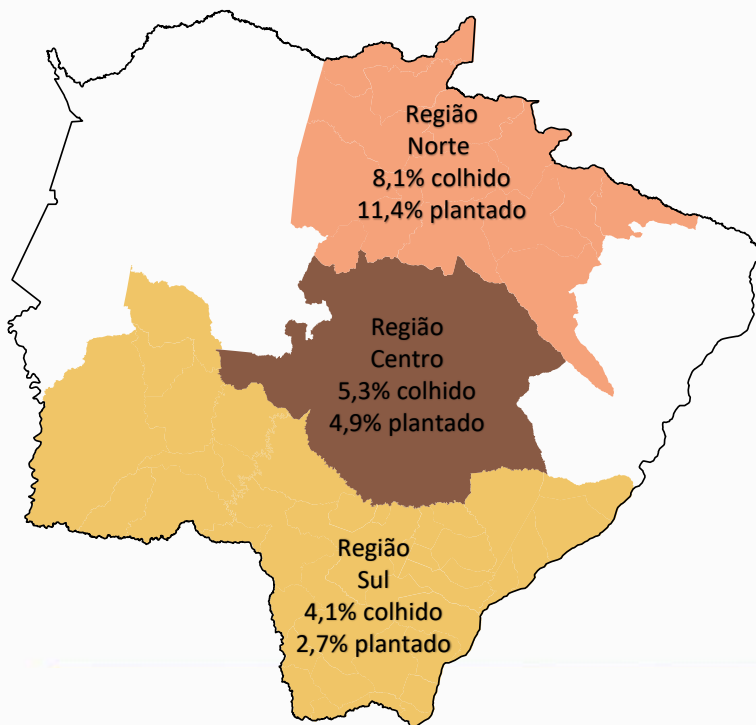 Região
Norte
8,1% colhido
11,4% plantado
Região
Centro
5,3% colhido
4,9% plantado
Região
Sul
4,1% colhido
2,7% plantado